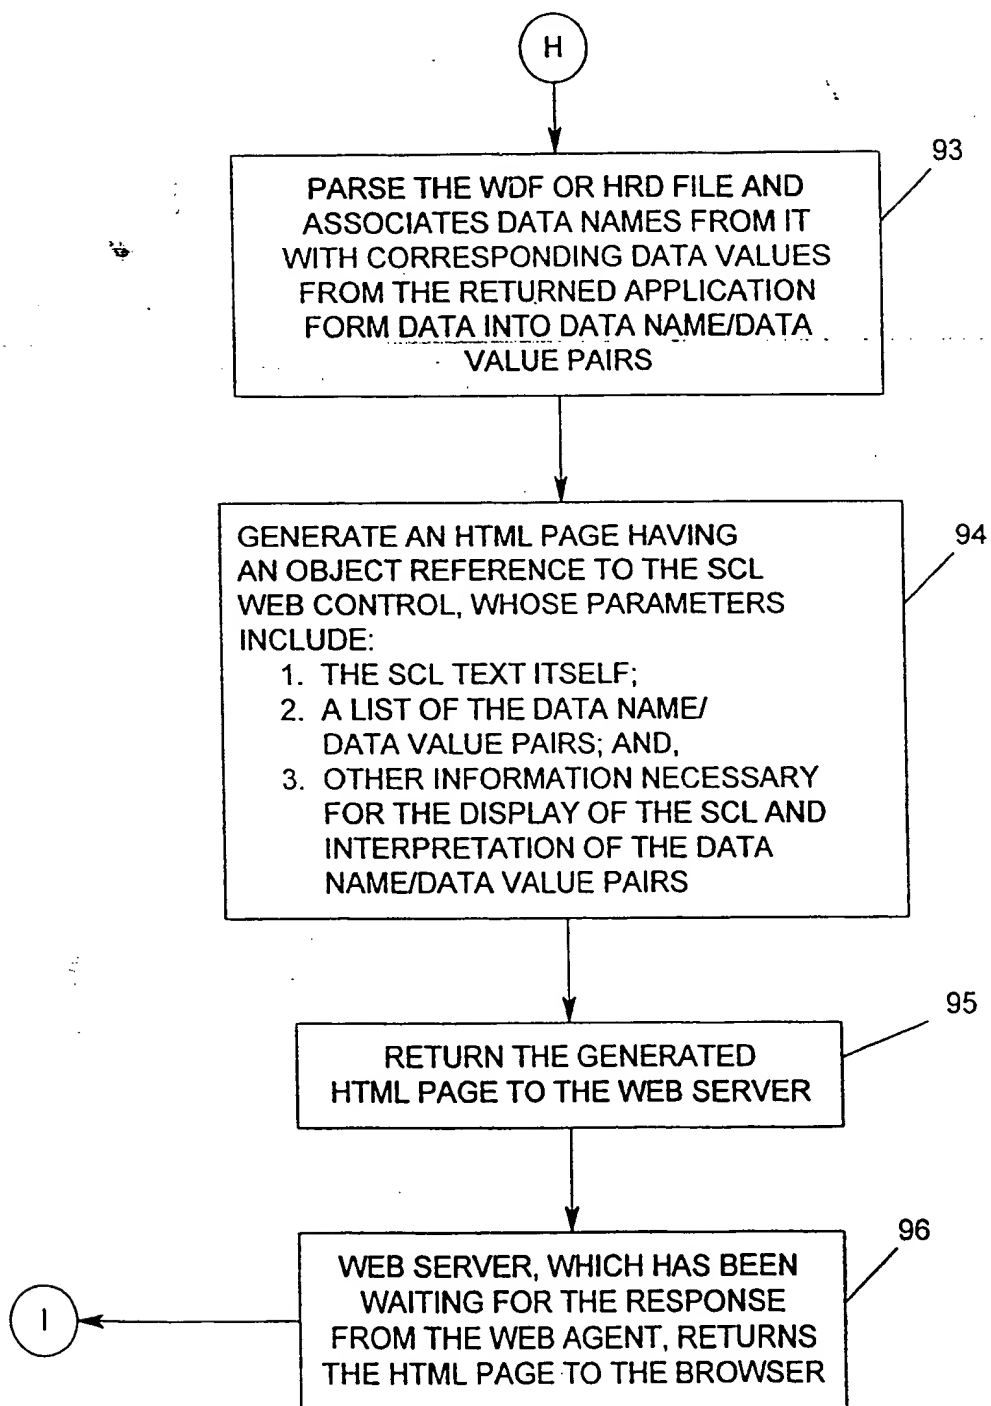 H
93
PARSE THE WDF OR HRD FILE AND
ASSOCIATES DATA NAMES FROM IT
WITH CORRESPONDING DATA VALUES
FROM THE RETURNED APPLICATION
FORM DATA INTO DATA NAME/DATA
VALUE PAIRS
94
GENERATE AN HTML PAGE HAVING
AN OBJECT REFERENCE TO THE SCL
WEB CONTROL, WHOSE PARAMETERS
INCLUDE:
1. THE SCL TEXT ITSELF;
2. A LIST OF THE DATA NAME/
DATA VALUE PAIRS; AND,
3. OTHER INFORMATION NECESSARY
FOR THE DISPLAY OF THE SCL AND
INTERPRETATION OF THE DATA
NAME/DATA VALUE PAIRS
95
RETURN THE GENERATED
HTML PAGE TO THE WEB SERVER
96
WEB SERVER, WHICH HAS BEEN
WAITING FOR THE RESPONSE
FROM THE WEB AGENT, RETURNS
THE HTML PAGE TO THE BROWSER
I